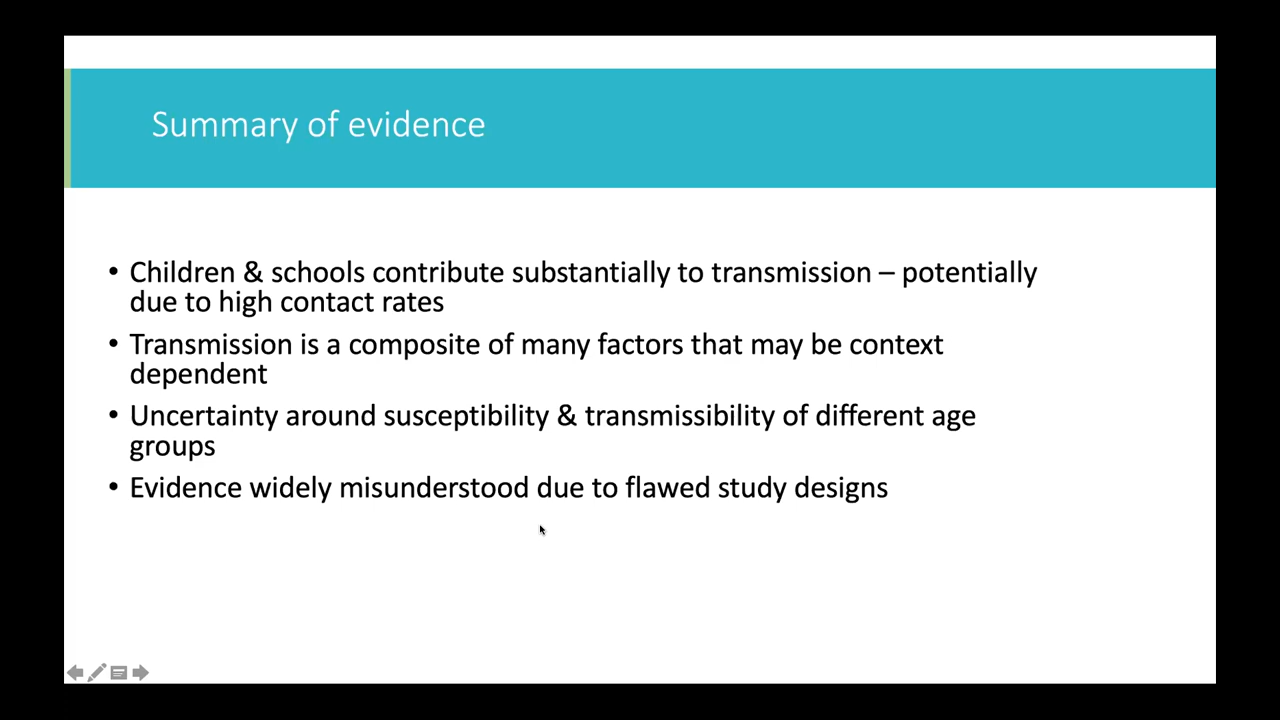 Summary of evidence
• Children & schools contribute substantially to transmission – potentially
due to high contact rates
• Transmission is a composite of many factors that may be context
dependent
• Uncertainty around susceptibility & transmissibility of different age
groups
• Evidence widely misunderstood due to flawed study designs